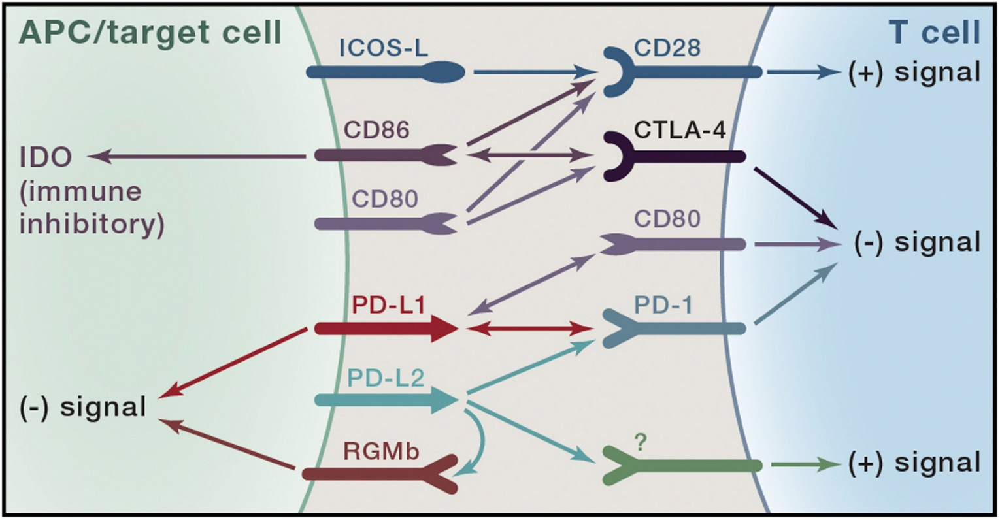 APC/target cell
T cell
ICOS-L
CD28
(+) signal
CD86
CTLA-4
IDO
(immune
inhibitory)
CD80
CD80
(-) signal
PD-L1
PD-1
PD-L2
(-) signal
RGMb
?
(+) signal